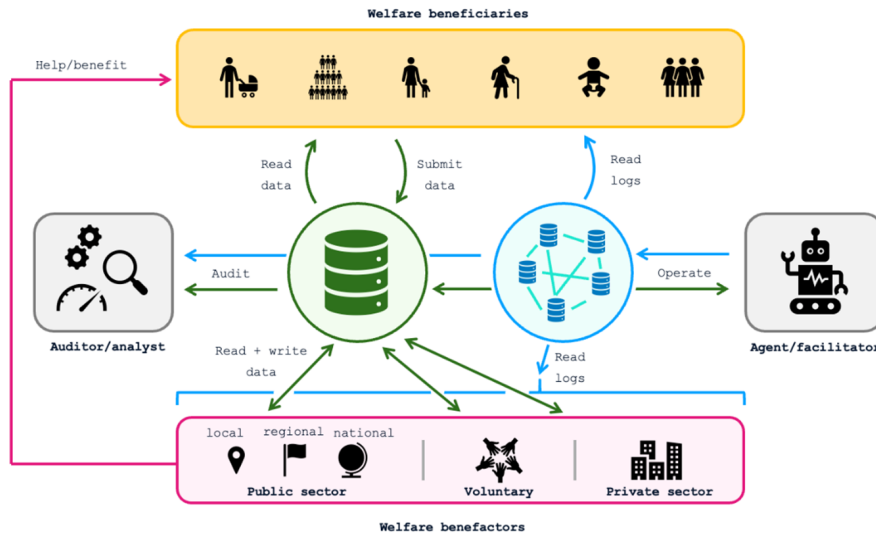 Welfare beneficiaries
Help/benefit
Read
data
Submit
data
Read
logs
Audit
Operate
Auditor/analyst
Agent/facilitator
Read + write
data
Read
logs
local
regional
national
Public sector
Voluntary
Private sector
Welfare benefactors